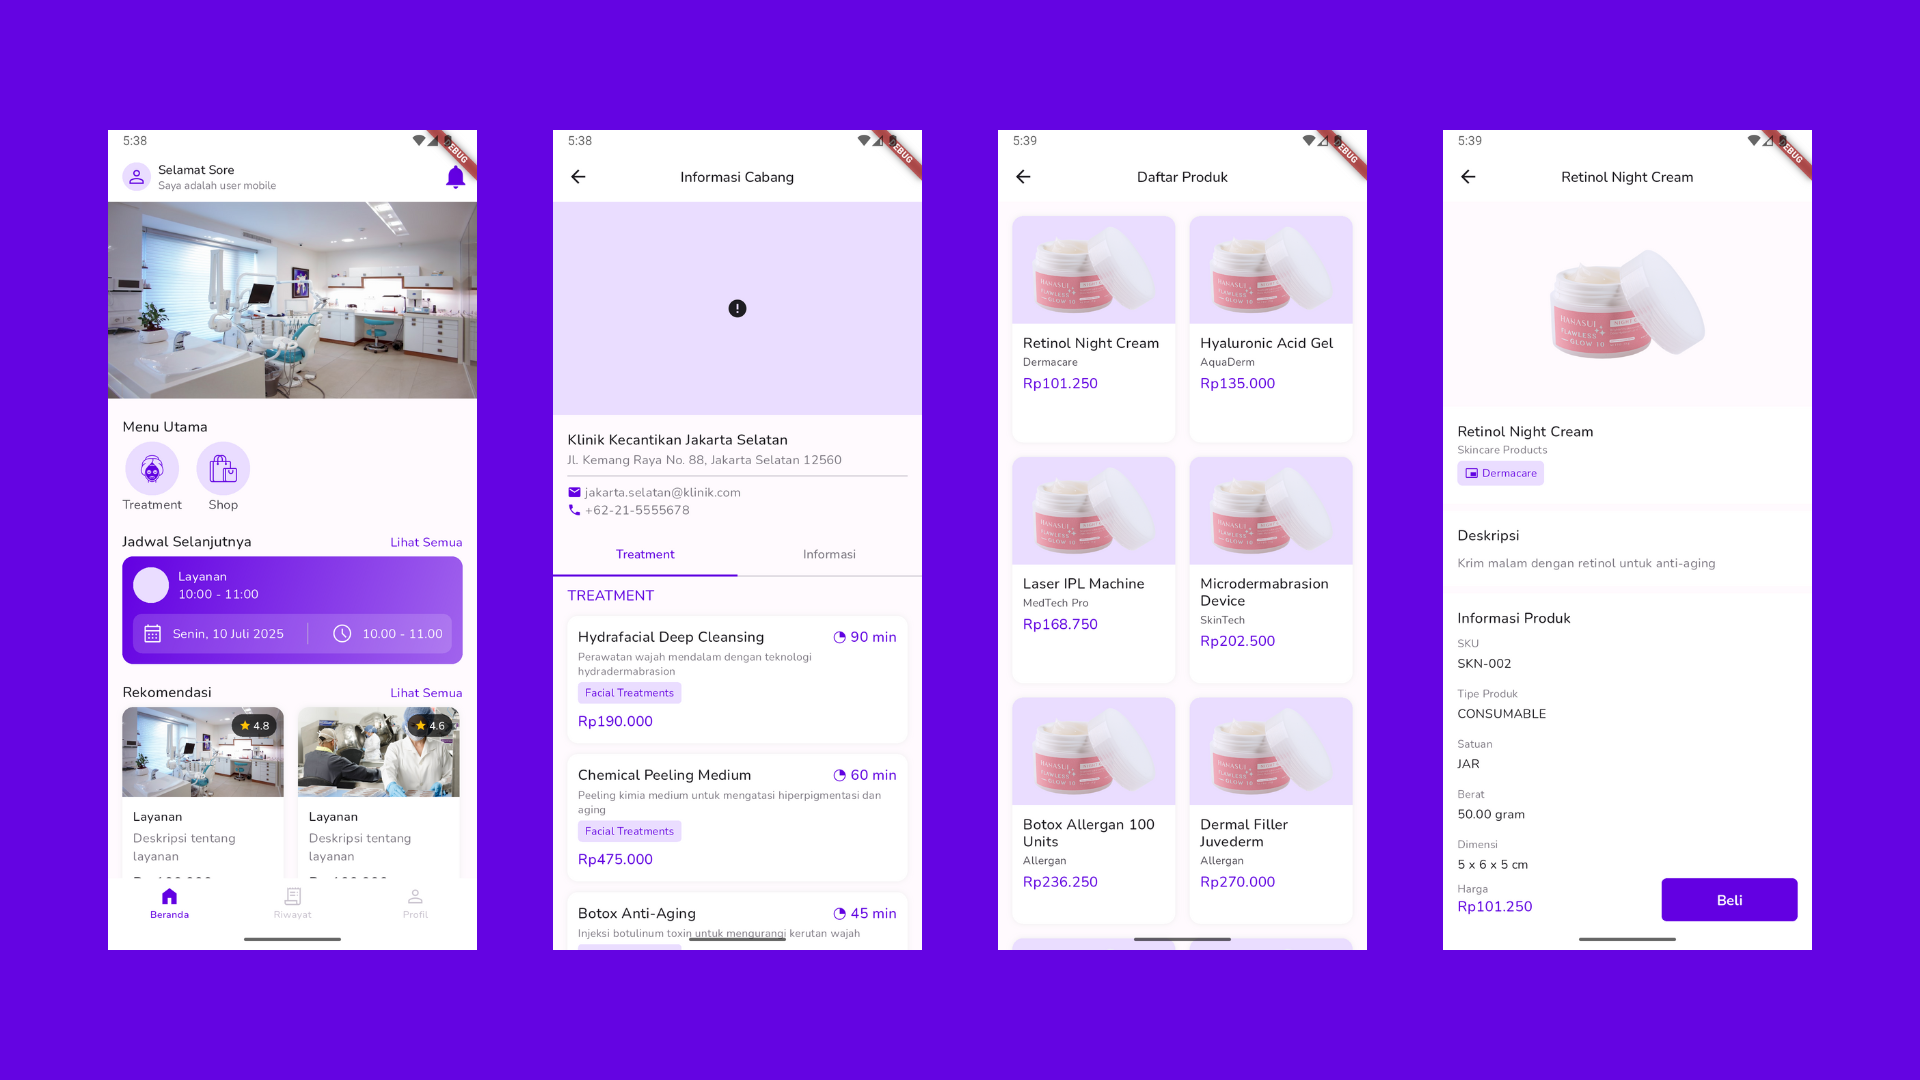 5:38
DEBUG
Selamat Sore
Saya adalah user mobile
Menu Utama
Treatment
Shop
Jadwal Selanjutnya
Lihat Semua
Layanan
10:00 - 11:00
Senin, 10 Juli 2025
10.00 - 11.00
Rekomendasi
Lihat Semua
4.8
4.6
Layanan
Deskripsi tentang
layanan
Layanan
Deskripsi tentang
layanan
Beranda
Riwayat
Profil
5:38
DEBUG
Informasi Cabang
Klinik Kecantikan Jakarta Selatan
Jl. Kemang Raya No. 88, Jakarta Selatan 12560
jakarta.selatan@klinik.com
+62-21-5555678
Treatment
Informasi
TREATMENT
Hydrafacial Deep Cleansing
90 min
Perawatan wajah mendalam dengan teknologi
hydradermabrasion
Facial Treatments
Rp190.000
Chemical Peeling Medium
60 min
Peeling kimia medium untuk mengatasi hiperpigmentasi dan
aging
Facial Treatments
Rp475.000
Botox Anti-Aging
45 min
Injeksi botulinum toxin untuk mengurangi kerutan wajah
5:39
DEBUG
Daftar Produk
Retinol Night Cream
Dermacare
Rp101.250
Hyaluronic Acid Gel
AquaDerm
Rp135.000
Laser IPL Machine
MedTech Pro
Rp168.750
Microdermabrasion
Device
SkinTech
Rp202.500
Botox Allergan 100
Units
Allergan
Rp236.250
Dermal Filler
Juvederm
Allergan
Rp270.000
5:39
DEBUG
Retinol Night Cream
HANASUI
FLAWLESS
GLOW 10
Retinol Night Cream
Skincare Products
Dermacare
Deskripsi
Krim malam dengan retinol untuk anti-aging
Informasi Produk
SKU
SKN-002
Tipe Produk
CONSUMABLE
Satuan
JAR
Berat
50.00 gram
Dimensi
5 x 6 x 5 cm
Harga
Rp101.250
Beli